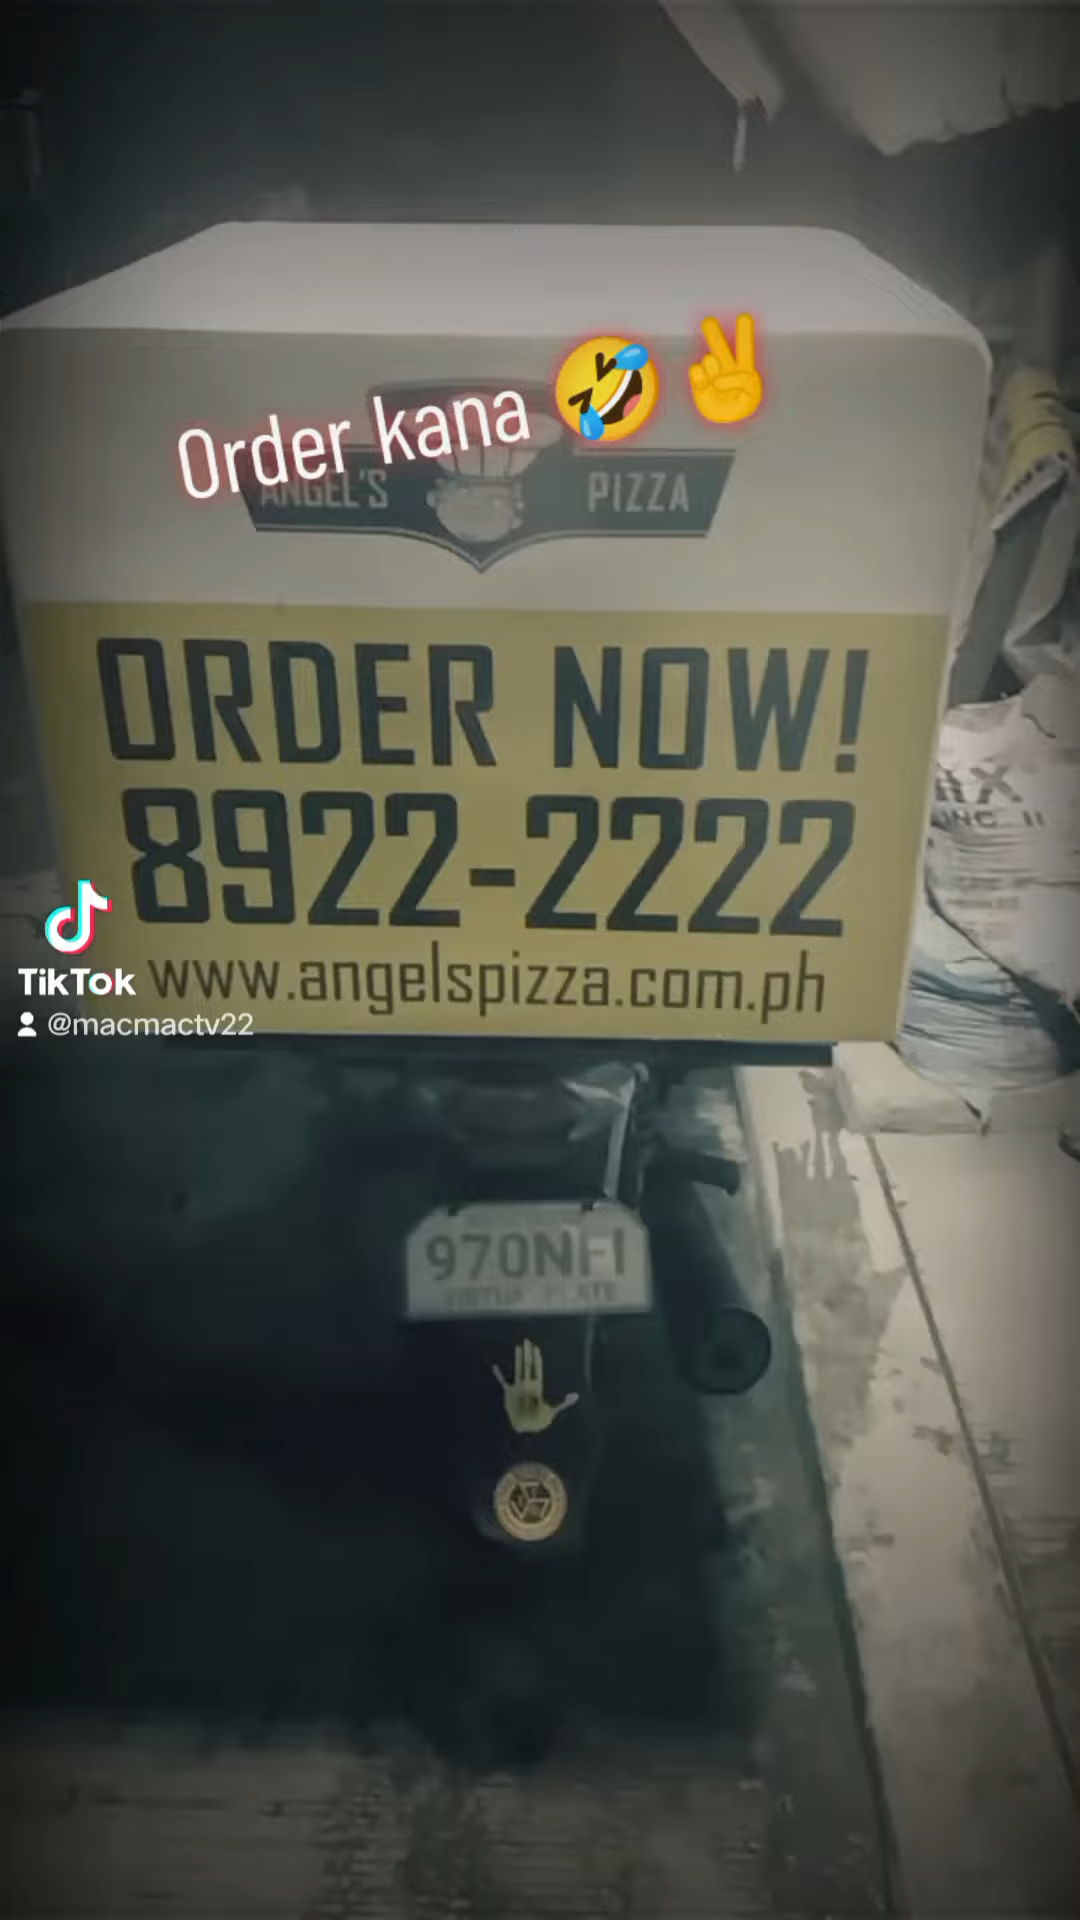 Order kana 🤣✌
ANGEL'S PIZZA
ORDER NOW!
8922-2222
www.angelspizza.com.ph
TikTok
@macmactv22
970NFI